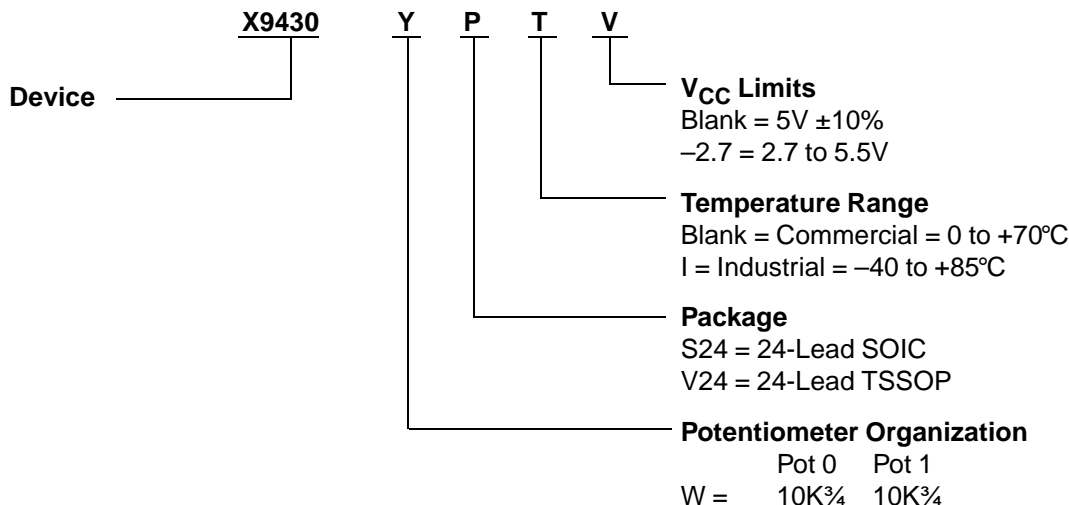 X9430 Y P T V
Device
VCC Limits
Blank = 5V ±10%
–2.7 = 2.7 to 5.5V
Temperature Range
Blank = Commercial = 0 to +70°C
I = Industrial = –40 to +85°C
Package
S24 = 24-Lead SOIC
V24 = 24-Lead TSSOP
Potentiometer Organization
Pot 0 Pot 1
W = 10K¾ 10K¾